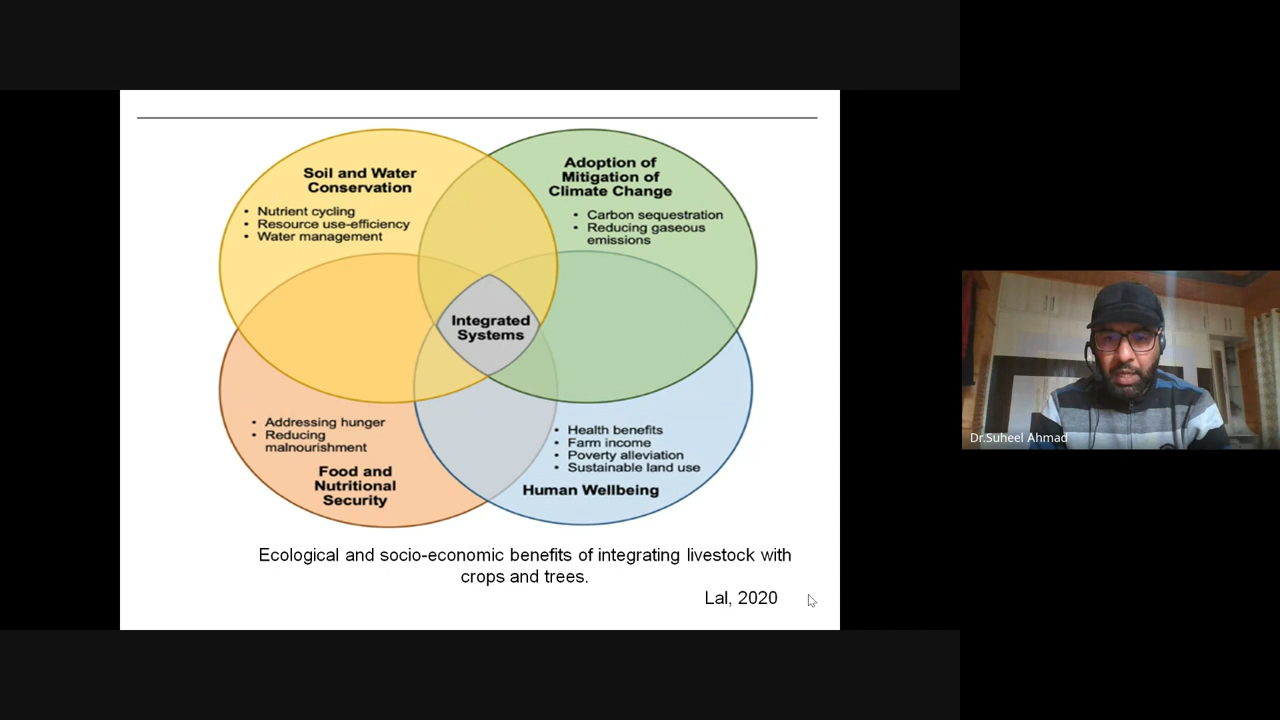 Soil and Water
Conservation
• Nutrient cycling
• Resource use-efficiency
• Water management
Adoption of
Mitigation of
Climate Change
• Carbon sequestration
• Reducing gaseous
emissions
Integrated
Systems
• Addressing hunger
• Reducing
malnourishment
Food and
Nutritional
Security
• Health benefits
• Farm income
• Poverty alleviation
• Sustainable land use
Human Wellbeing
Ecological and socio-economic benefits of integrating livestock with
crops and trees.
Lal, 2020
Dr.Suheel Ahmad